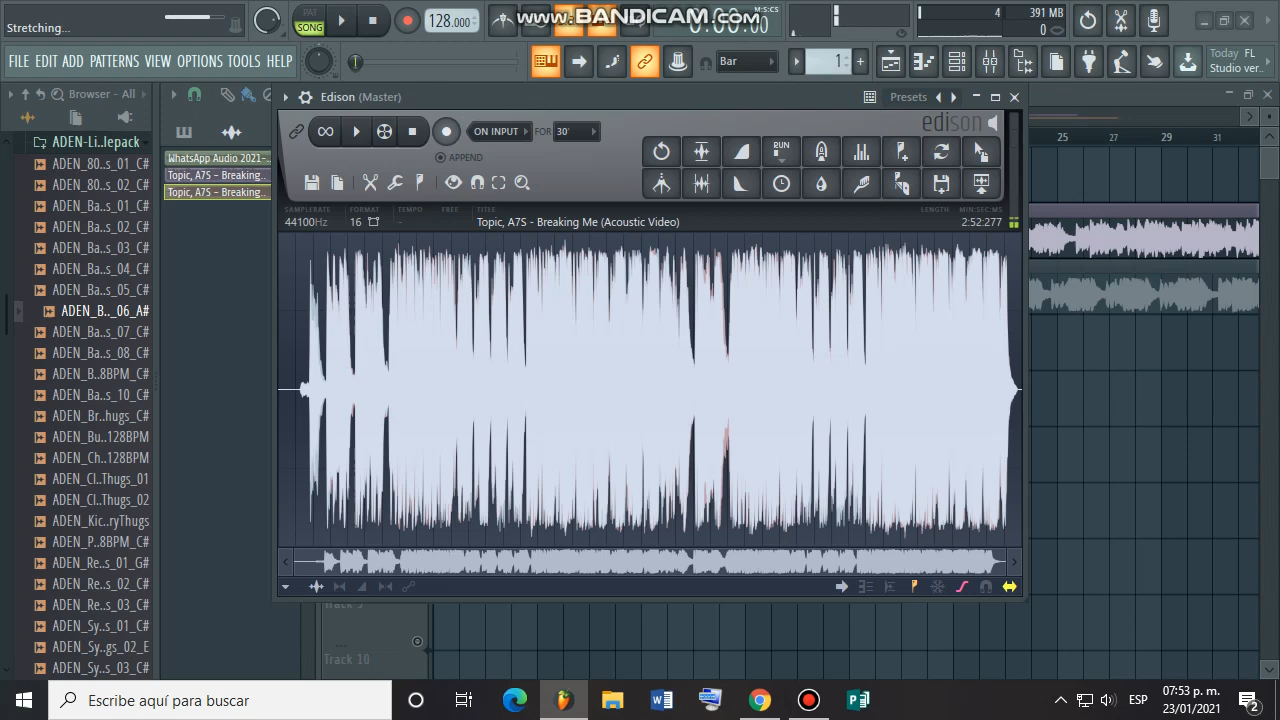 Stretching...
PAT
SONG
128.000
www.BANDICAM.com
0:00:00
M:S:CS
4
391 MB
0
FILE EDIT ADD PATTERNS VIEW OPTIONS TOOLS HELP
Bar
1
Today FL
Studio ver..
Browser - All
Edison (Master)
Presets
edison
ADEN-Li..lepack
ADEN_80..s_01_C#
ADEN_80..s_02_C#
ADEN_Ba..s_01_C#
ADEN_Ba..s_02_C#
ADEN_Ba..s_03_C#
ADEN_Ba..s_04_C#
ADEN_Ba..s_05_C#
ADEN_B.._06_A#
ADEN_Ba..s_07_C#
ADEN_Ba..s_08_C#
ADEN_B..8BPM_C#
ADEN_Ba..s_10_C#
ADEN_Br..hugs_C#
ADEN_Bu..128BPM
ADEN_Ch..128BPM
ADEN_Cl..Thugs_01
ADEN_Cl..Thugs_02
ADEN_Kic..ryThugs
ADEN_P..8BPM_C#
ADEN_Re..s_01_G#
ADEN_Re..s_02_C#
ADEN_Re..s_03_C#
ADEN_Sy..s_01_C#
ADEN_Sy..gs_02_E
ADEN_Sy..s_03_C#
WhatsApp Audio 2021-..
Topic, A7S - Breaking..
Topic, A7S - Breaking..
ON INPUT
FOR
30'
APPEND
RUN
SAMPLERATE
FORMAT
TEMPO
FREE
TITLE
LENGTH
MIN:SEC:MS
44100Hz
16
Topic, A7S - Breaking Me (Acoustic Video)
2:52:277
25
27
29
31
Track 9
Track 10
Escribe aquí para buscar
ESP
07:53 p. m.
23/01/2021
2